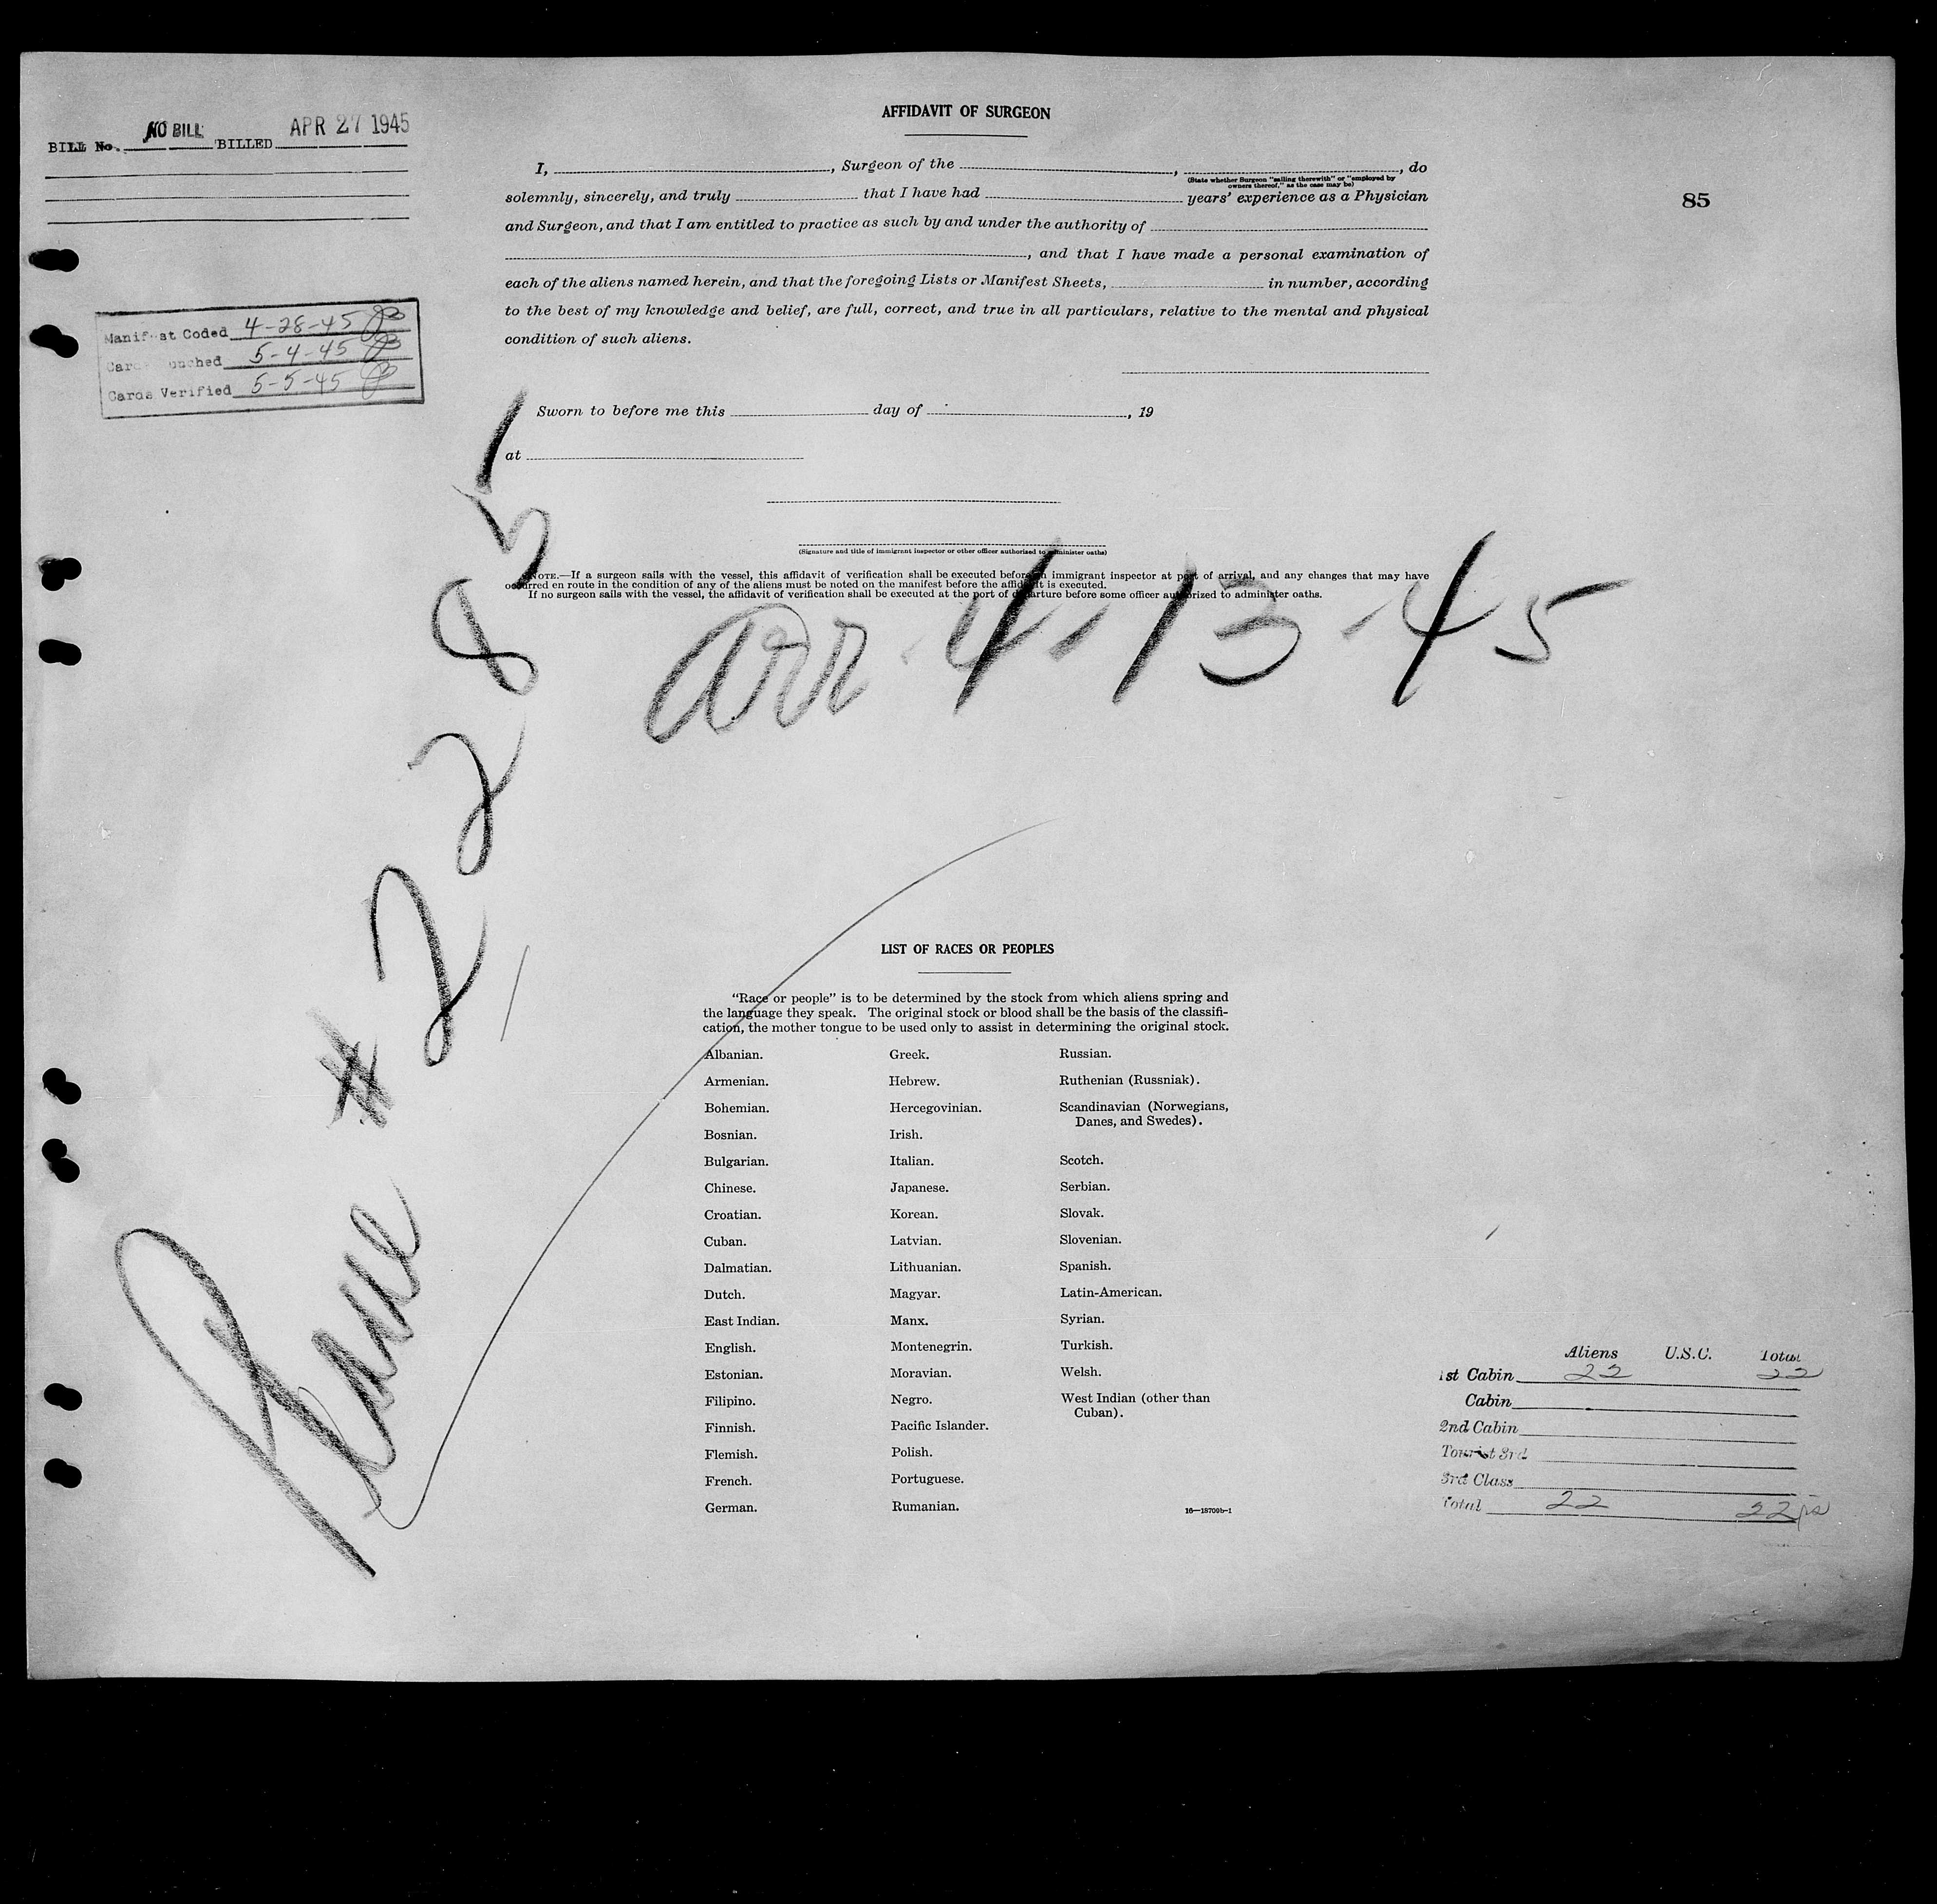 BILL No. NO BILL BILLED APR 27 1945
AFFIDAVIT OF SURGEON
85
I, , Surgeon of the , , do
(State whether Surgeon "sailing therewith" or "employed by
owners thereof," as the case may be)
solemnly, sincerely, and truly that I have had years' experience as a Physician
and Surgeon, and that I am entitled to practice as such by and under the authority of
, and that I have made a personal examination of
each of the aliens named herein, and that the foregoing Lists or Manifest Sheets, in number, according
to the best of my knowledge and belief, are full, correct, and true in all particulars, relative to the mental and physical
condition of such aliens.
Manifest Coded 4-28-45
Cards Punched 5-4-45
Cards Verified 5-5-45
Sworn to before me this day of , 19
at
(Signature and title of immigrant inspector or other officer authorized to administer oaths)
NOTE.—If a surgeon sails with the vessel, this affidavit of verification shall be executed before an immigrant inspector at port of arrival, and any changes that may have
occurred en route in the condition of any of the aliens must be noted on the manifest before the affidavit is executed.
If no surgeon sails with the vessel, the affidavit of verification shall be executed at the port of departure before some officer authorized to administer oaths.
arr 4-13-45
Plane # 2285
LIST OF RACES OR PEOPLES
"Race or people" is to be determined by the stock from which aliens spring and
the language they speak. The original stock or blood shall be the basis of the classifi-
cation, the mother tongue to be used only to assist in determining the original stock.
Albanian.
Armenian.
Bohemian.
Bosnian.
Bulgarian.
Chinese.
Croatian.
Cuban.
Dalmatian.
Dutch.
East Indian.
English.
Estonian.
Filipino.
Finnish.
Flemish.
French.
German.
Greek.
Hebrew.
Hercegovinian.
Irish.
Italian.
Japanese.
Korean.
Latvian.
Lithuanian.
Magyar.
Manx.
Montenegrin.
Moravian.
Negro.
Pacific Islander.
Polish.
Portuguese.
Rumanian.
Russian.
Ruthenian (Russniak).
Scandinavian (Norwegians,
Danes, and Swedes).
Scotch.
Serbian.
Slovak.
Slovenian.
Spanish.
Latin-American.
Syrian.
Turkish.
Welsh.
West Indian (other than
Cuban).
16—18709b-1
Aliens U.S.C. Total
1st Cabin 22 22
Cabin
2nd Cabin
Tourist 3rd
3rd Class
Total 22 22